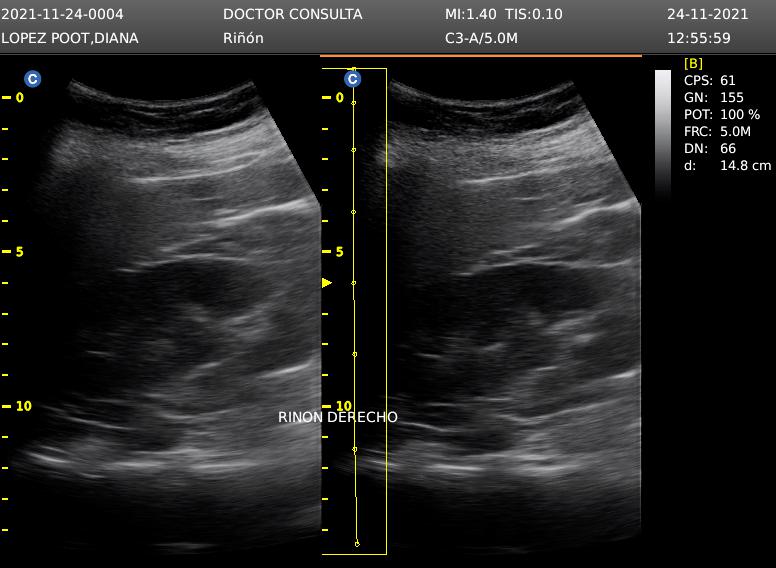 2021-11-24-0004 DOCTOR CONSULTA MI:1.40 TIS:0.10 24-11-2021
LOPEZ POOT,DIANA Riñón C3-A/5.0M 12:55:59
[B]
C C
CPS: 61
0 0
GN: 155
POT: 100 %
FRC: 5.0M
DN: 66
d: 14.8 cm
5 5
10 10
RINON DERECHO